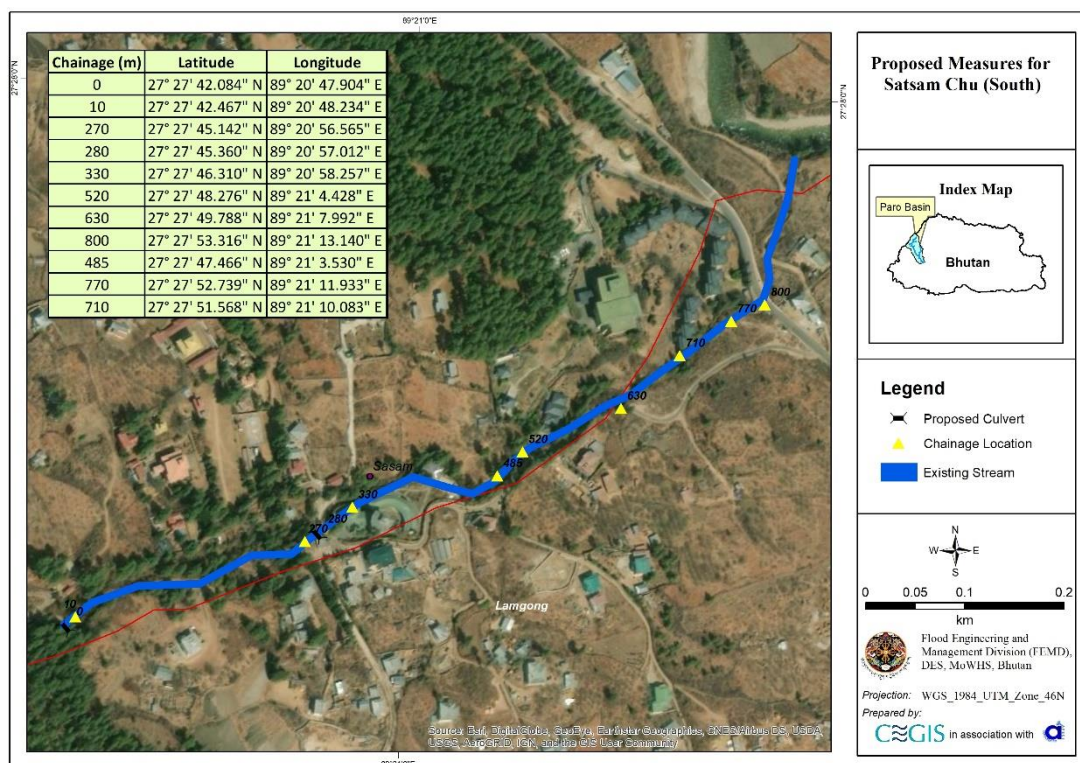 89°21'0"E
27°28'0"N
27°28'0"N
Chainage (m) Latitude Longitude
0 27° 27' 42.084" N 89° 20' 47.904" E
10 27° 27' 42.467" N 89° 20' 48.234" E
270 27° 27' 45.142" N 89° 20' 56.565" E
280 27° 27' 45.360" N 89° 20' 57.012" E
330 27° 27' 46.310" N 89° 20' 58.257" E
520 27° 27' 48.276" N 89° 21' 4.428" E
630 27° 27' 49.788" N 89° 21' 7.992" E
800 27° 27' 53.316" N 89° 21' 13.140" E
485 27° 27' 47.466" N 89° 21' 3.530" E
770 27° 27' 52.739" N 89° 21' 11.933" E
710 27° 27' 51.568" N 89° 21' 10.083" E
800
770
710
630
520
485
Sasam
330
280
270
10
0
Lamgong
Source: Esri, DigitalGlobe, GeoEye, Earthstar Geographics, CNES/Airbus DS, USDA,
USGS, AeroGRID, IGN, and the GIS User Community
Proposed Measures for
Satsam Chu (South)
Index Map
Paro Basin
Bhutan
Legend
Proposed Culvert
Chainage Location
Existing Stream
N
W E
S
0 0.05 0.1 0.2
km
Flood Engineering and
Management Division (FEMD),
DES, MoWHS, Bhutan
Projection: WGS_1984_UTM_Zone_46N
Prepared by:
CEGIS in association with